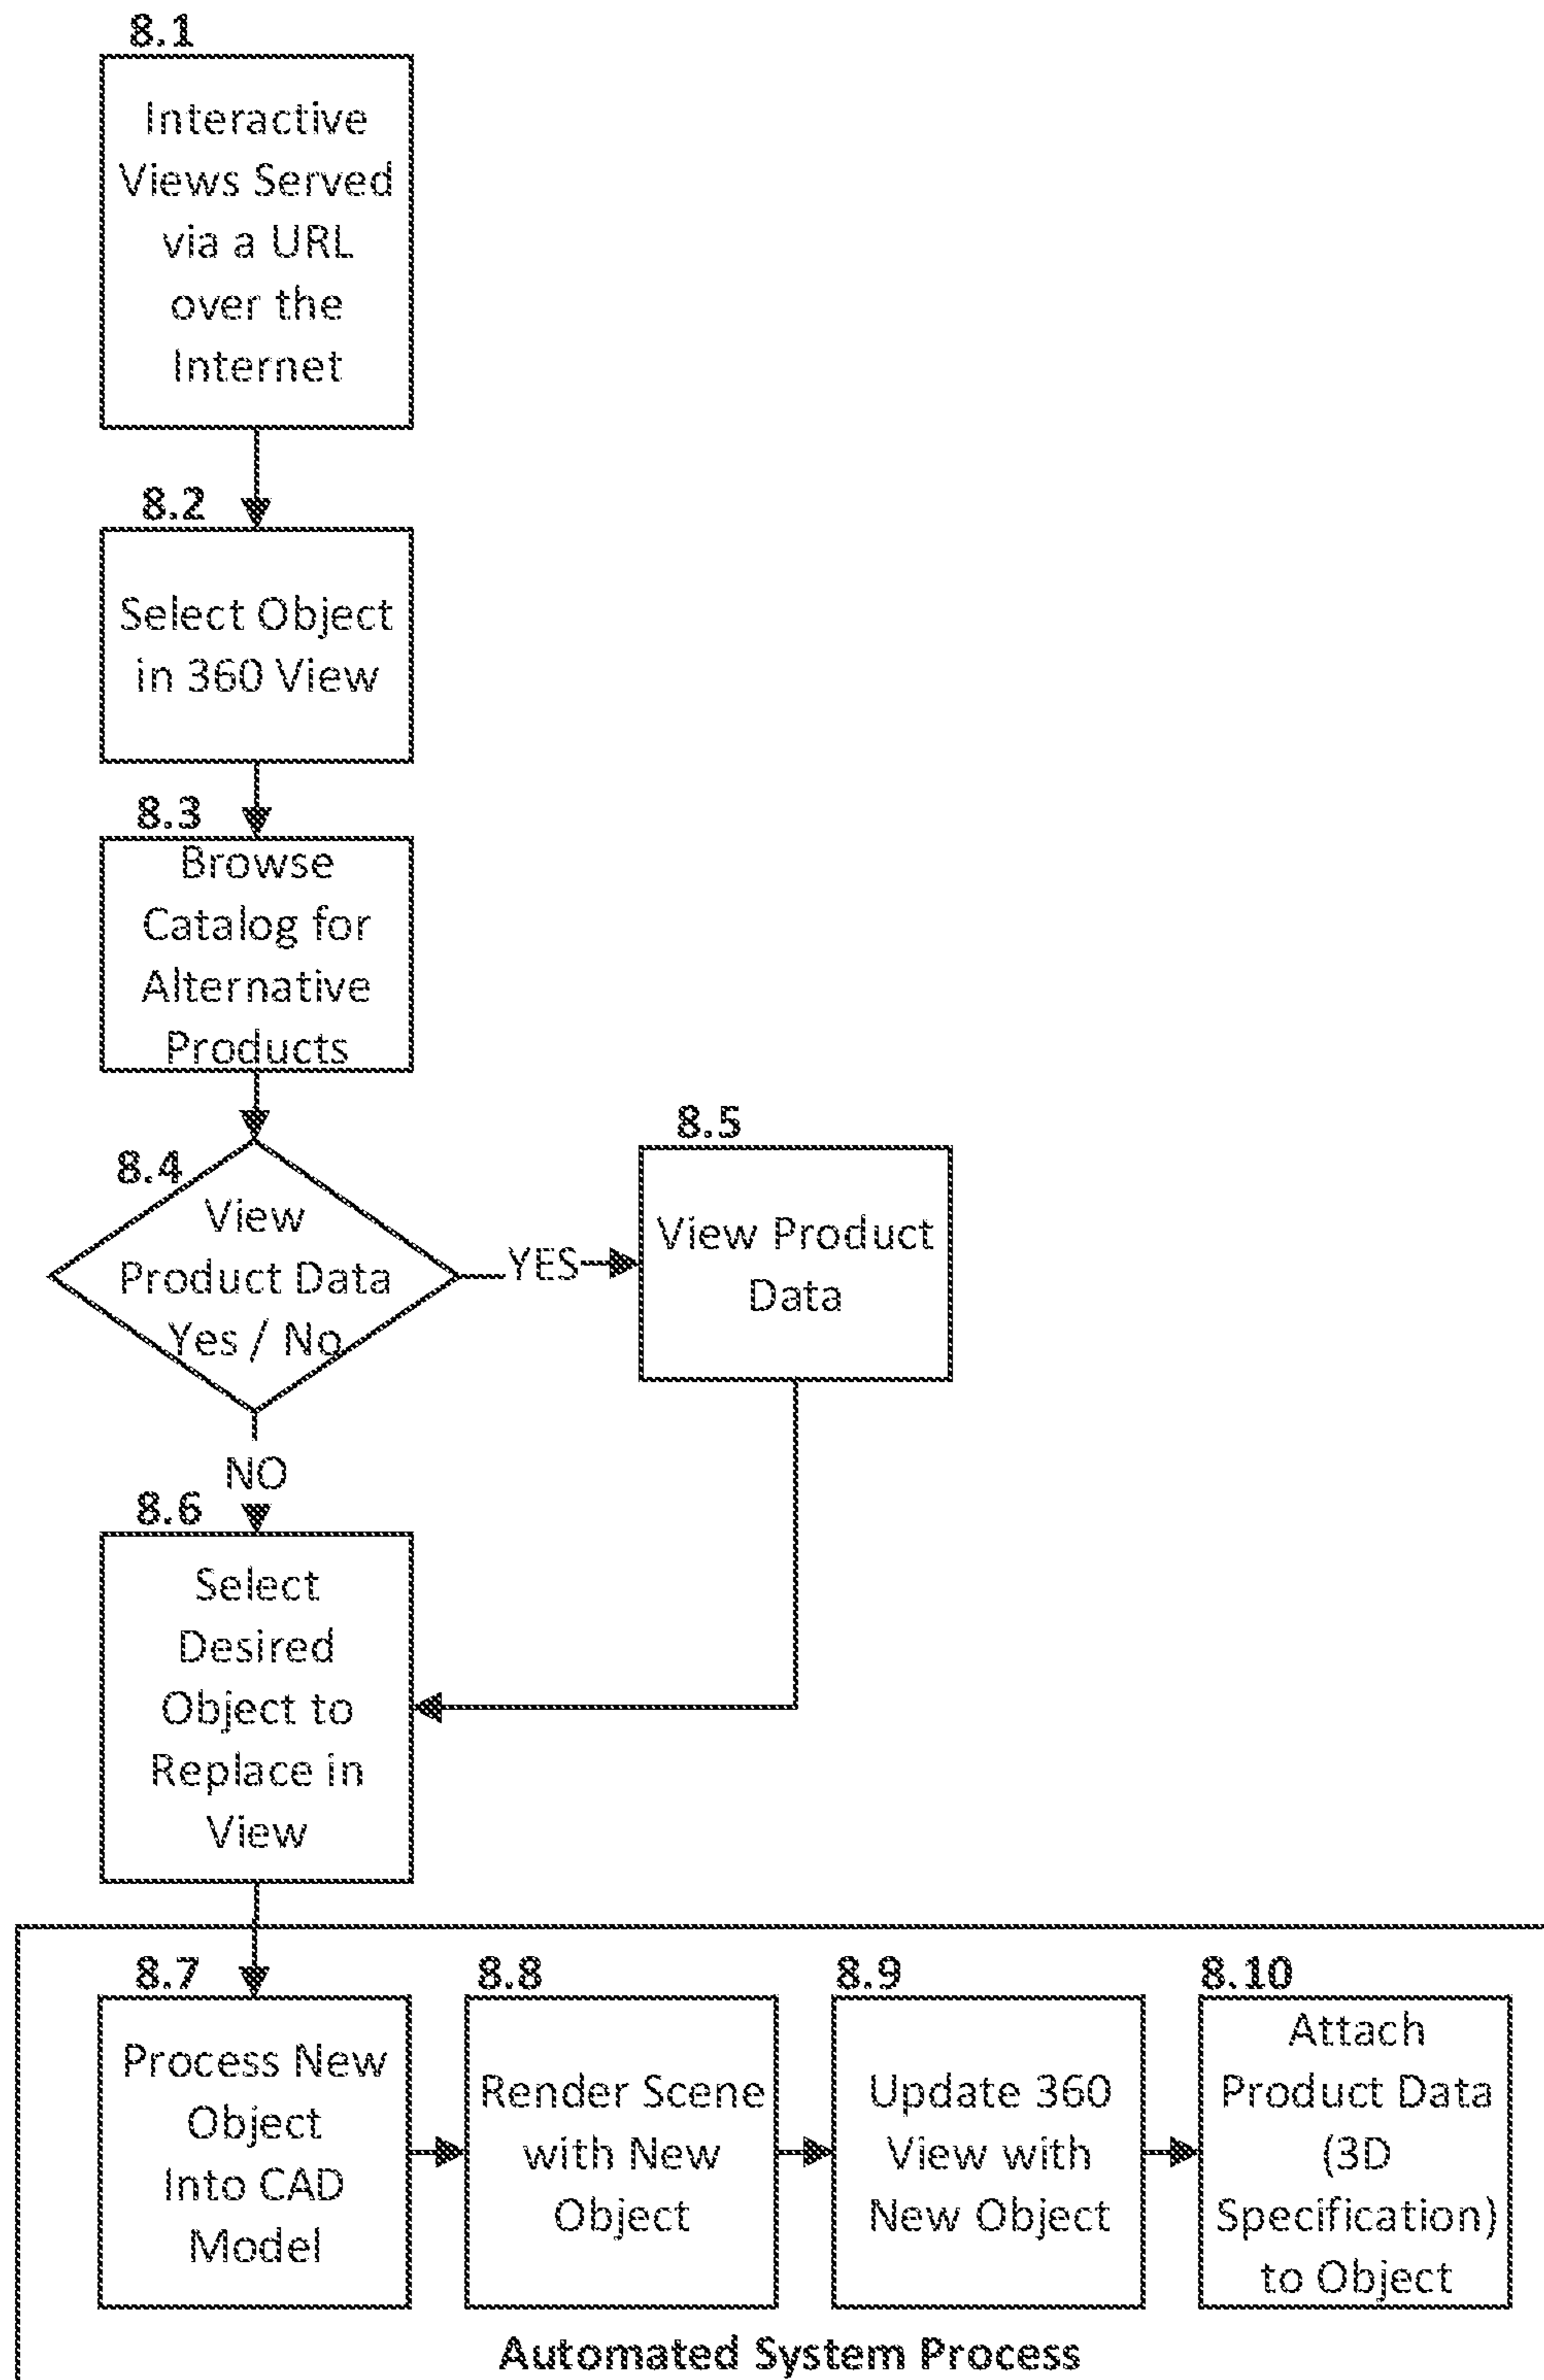 8.1
Interactive
Views Served
via a URL
over the
Internet
8.2
Select Object
in 360 View
8.3
Browse
Catalog for
Alternative
Products
8.4
View
Product Data
Yes / No
YES
8.5
View Product
Data
NO
8.6
Select
Desired
Object to
Replace in
View
8.7
Process New
Object
Into CAD
Model
8.8
Render Scene
with New
Object
8.9
Update 360
View with
New Object
8.10
Attach
Product Data
(3D
Specification)
to Object
Automated System Process